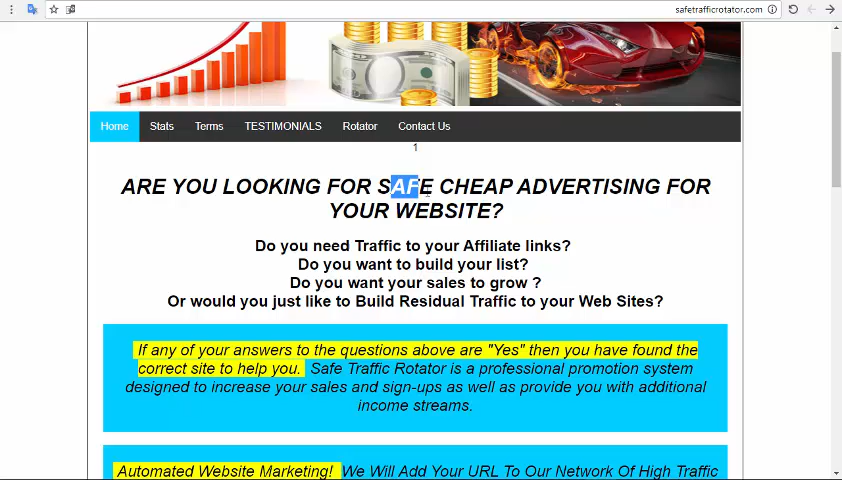 safetrafficrotator.com
Home Stats Terms TESTIMONIALS Rotator Contact Us
1
ARE YOU LOOKING FOR SAFE CHEAP ADVERTISING FOR
YOUR WEBSITE?
Do you need Traffic to your Affiliate links?
Do you want to build your list?
Do you want your sales to grow ?
Or would you just like to Build Residual Traffic to your Web Sites?
If any of your answers to the questions above are "Yes" then you have found the
correct site to help you. Safe Traffic Rotator is a professional promotion system
designed to increase your sales and sign-ups as well as provide you with additional
income streams.
Automated Website Marketing! We Will Add Your URL To Our Network Of High Traffic